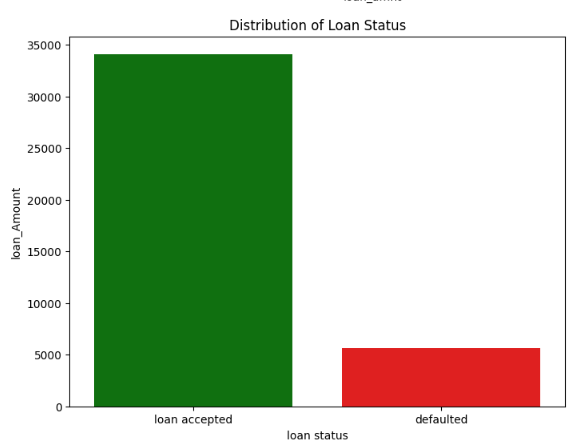 Distribution of Loan Status
35000
30000
25000
20000
15000
10000
5000
0
loan_Amount
loan accepted defaulted
loan status